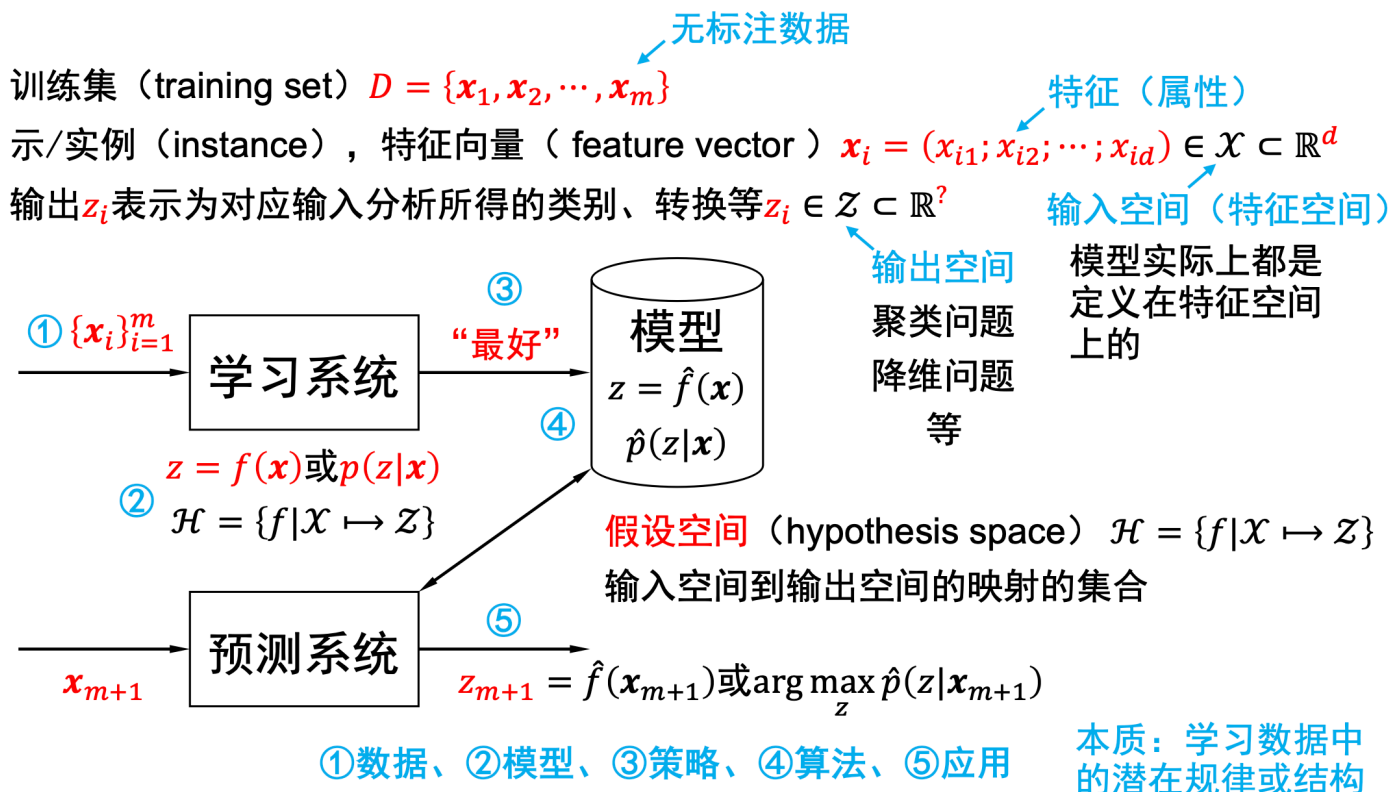 无标注数据
训练集（training set）D = {x₁, x₂, ⋯, xₘ}
特征（属性）
示/实例（instance），特征向量（ feature vector ）xᵢ = (xᵢ₁; xᵢ₂; ⋯; x_{id}) ∈ 𝒳 ⊂ ℝᵈ
输出zᵢ表示为对应输入分析所得的类别、转换等zᵢ ∈ 𝒵 ⊂ ℝ^?
输入空间（特征空间）
模型实际上都是
定义在特征空间
上的
输出空间
聚类问题
降维问题
等
① {xᵢ}ᵢ₌₁ᵐ
学习系统
③
“最好”
④
模型
z = f̂(x)
p̂(z|x)
②
z = f(x)或p(z|x)
ℋ = {f|𝒳 ↦ 𝒵}
假设空间（hypothesis space） ℋ = {f|𝒳 ↦ 𝒵}
输入空间到输出空间的映射的集合
xₘ₊₁
预测系统
⑤
zₘ₊₁ = f̂(xₘ₊₁)或arg max_z p̂(z|xₘ₊₁)
①数据、②模型、③策略、④算法、⑤应用
本质：学习数据中
的潜在规律或结构